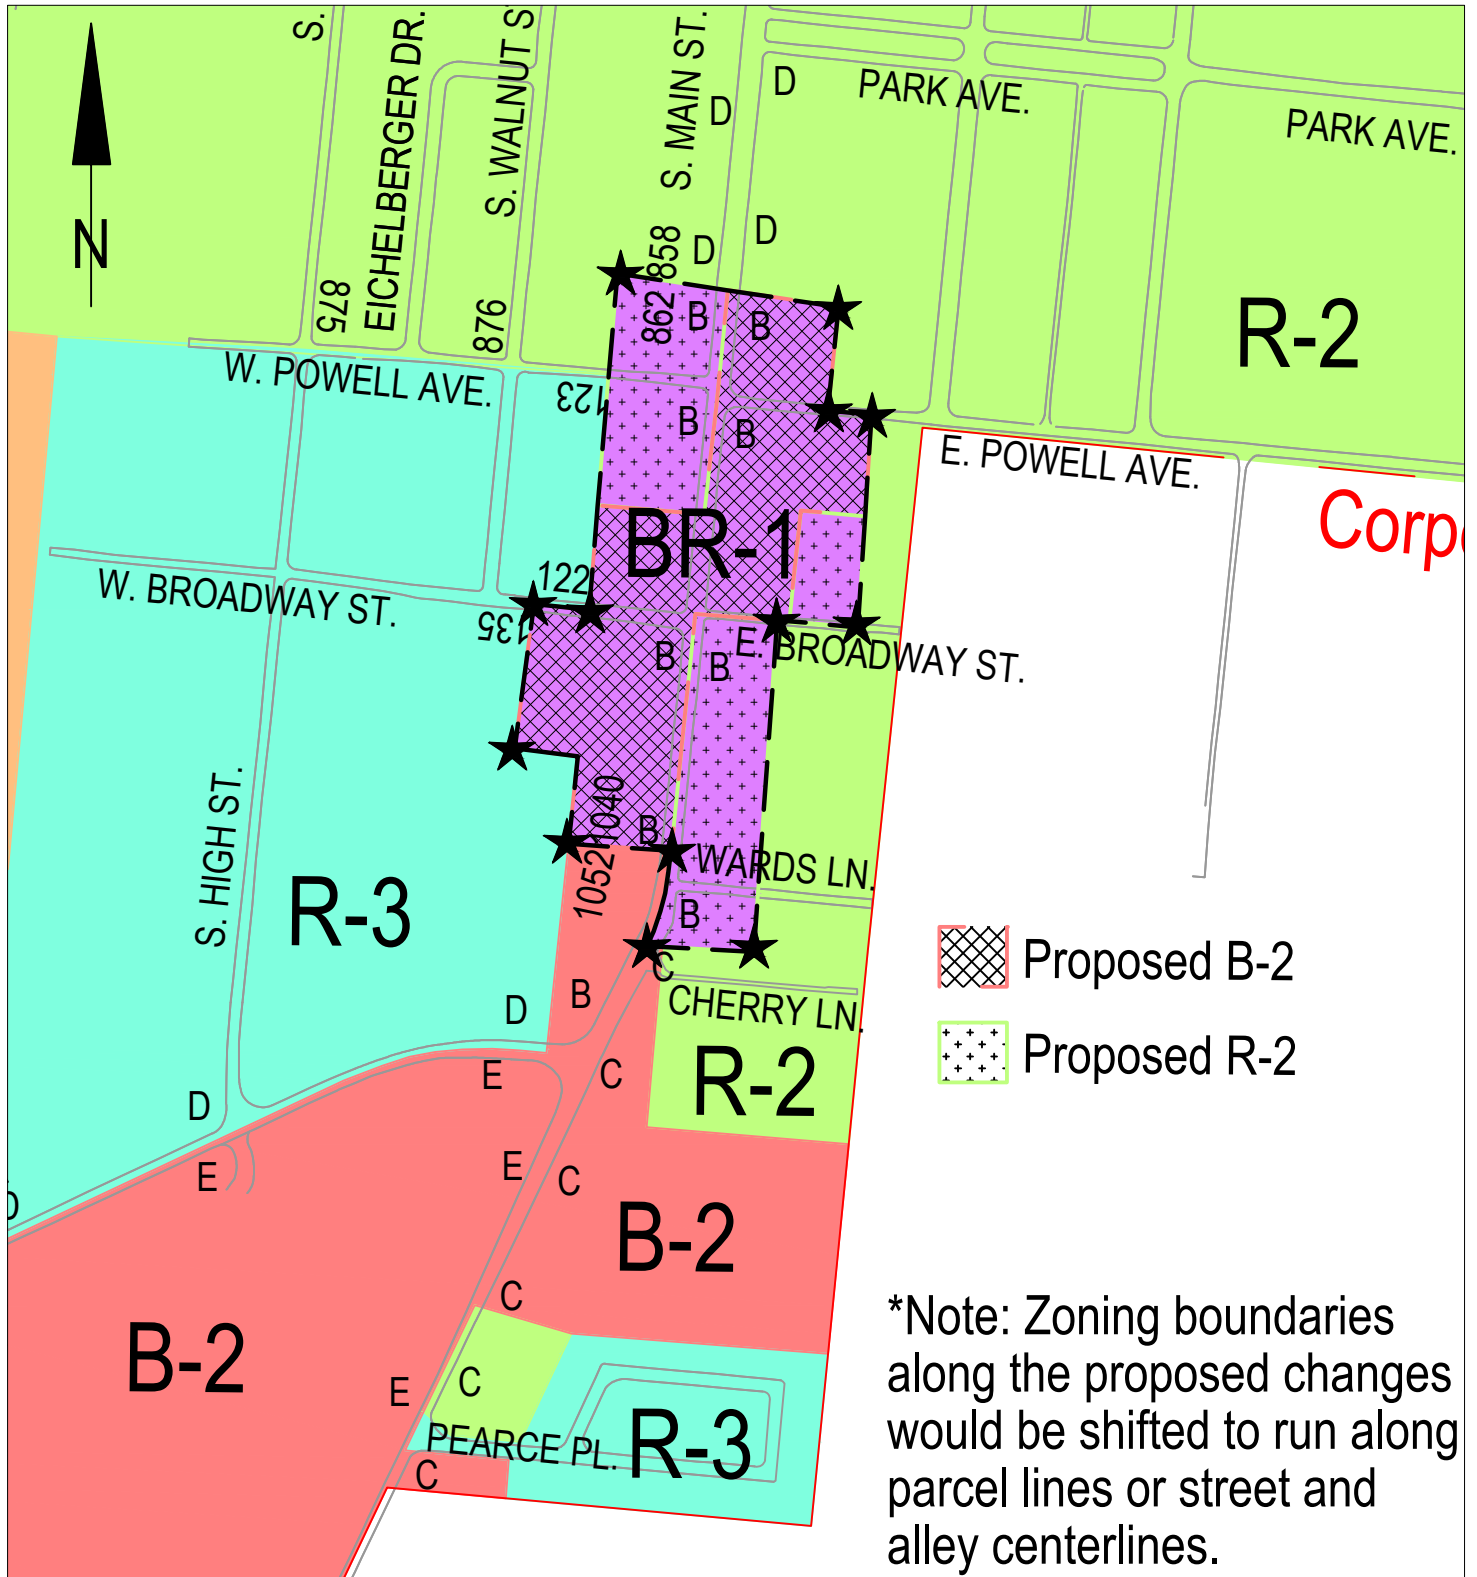 S.
EICHELBERGER DR.
S. WALNUT S
S. MAIN ST.
D
D
PARK AVE.
PARK AVE.
N
D
D
858
862
875
876
B
B
R-2
W. POWELL AVE.
123
B
B
E. POWELL AVE.
Corp
BR-1
W. BROADWAY ST.
122
135
B
B
E. BROADWAY ST.
S. HIGH ST.
1040
B
1052
WARDS LN.
R-3
B
C
Proposed B-2
B
D
CHERRY LN.
Proposed R-2
E
C
R-2
D
E
E
C
D
B-2
C
B-2
*Note: Zoning boundaries
along the proposed changes
would be shifted to run along
parcel lines or street and
alley centerlines.
E
C
PEARCE PL.
R-3
C